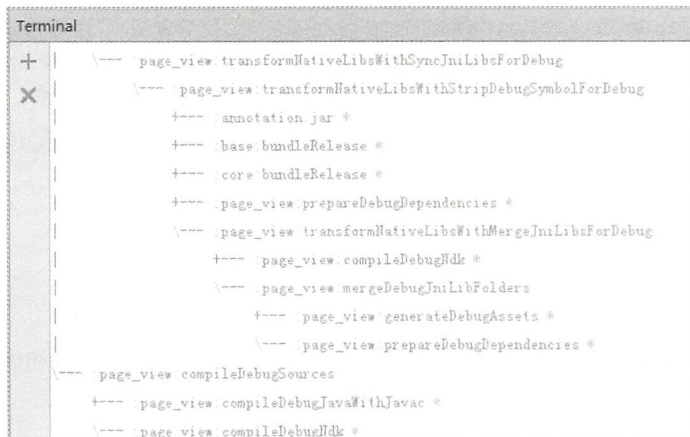 Terminal
|    \--- :page_view:transformNativeLibsWithSyncJniLibsForDebug
|         \--- :page_view:transformNativeLibsWithStripDebugSymbolForDebug
|              +--- :annotation:jar *
|              +--- :base:bundleRelease *
|              +--- :core:bundleRelease *
|              +--- :page_view:prepareDebugDependencies *
|              \--- :page_view:transformNativeLibsWithMergeJniLibsForDebug
|                   +--- :page_view:compileDebugNdk *
|                   \--- :page_view:mergeDebugJniLibFolders
|                        +--- :page_view:generateDebugAssets *
|                        \--- :page_view:prepareDebugDependencies *
\--- :page_view:compileDebugSources
     +--- :page_view:compileDebugJavaWithJavac *
     \--- :page_view:compileDebugNdk *